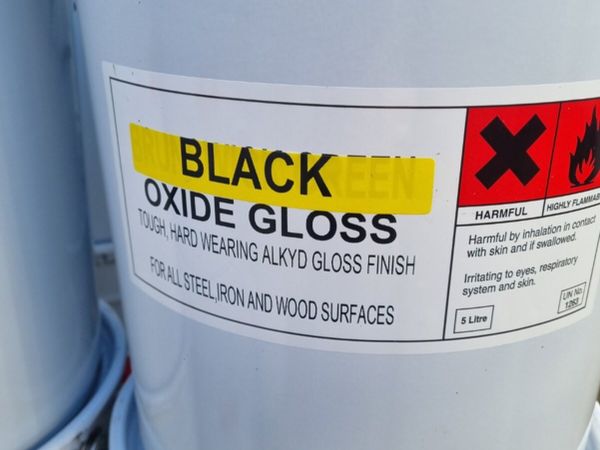 BLACK
OXIDE GLOSS
TOUGH, HARD WEARING ALKYD GLOSS FINISH
FOR ALL STEEL,IRON AND WOOD SURFACES
HARMFUL
HIGHLY
Harmful by inhalation in contact
with skin and if swallowed.
Irritating to eyes, respiratory
system and skin.
5 Litre
UN No.
1263